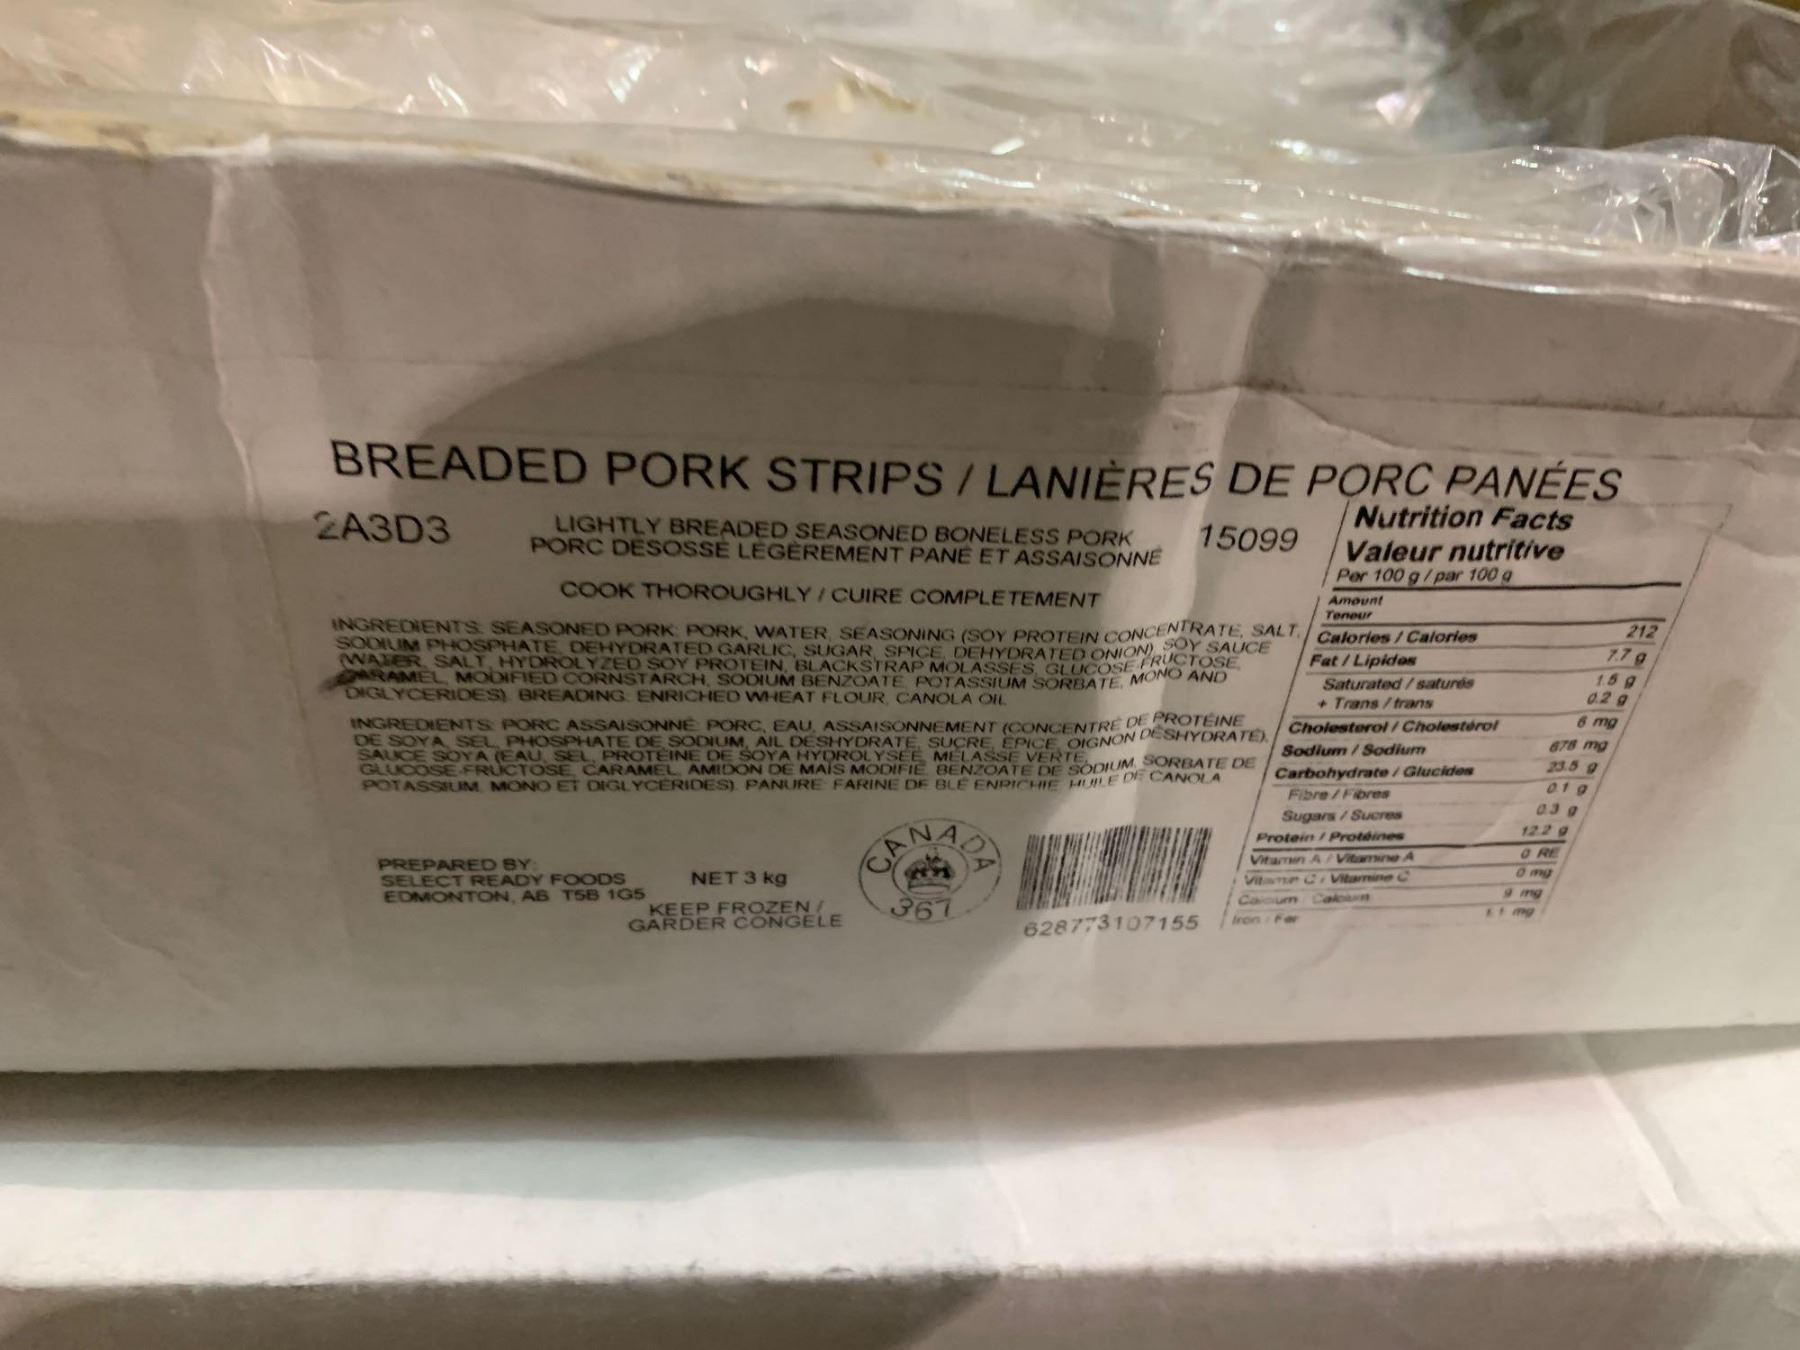 BREADED PORK STRIPS / LANIÈRES DE PORC PANÉES
2A3D3
LIGHTLY BREADED SEASONED BONELESS PORK
PORC DÉSOSSÉ LÉGÈREMENT PANÉ ET ASSAISONNÉ
15099
COOK THOROUGHLY / CUIRE COMPLETEMENT
INGREDIENTS: SEASONED PORK: PORK, WATER, SEASONING (SOY PROTEIN CONCENTRATE, SALT,
SODIUM PHOSPHATE, DEHYDRATED GARLIC, SUGAR, SPICE, DEHYDRATED ONION), SOY SAUCE
(WATER, SALT, HYDROLYZED SOY PROTEIN, BLACKSTRAP MOLASSES, GLUCOSE-FRUCTOSE,
CARAMEL, MODIFIED CORNSTARCH, SODIUM BENZOATE, POTASSIUM SORBATE, MONO AND
DIGLYCERIDES). BREADING: ENRICHED WHEAT FLOUR, CANOLA OIL
INGREDIENTS: PORC ASSAISONNÉ: PORC, EAU, ASSAISONNEMENT (CONCENTRÉ DE PROTÉINE
DE SOYA, SEL, PHOSPHATE DE SODIUM, AIL DÉSHYDRATÉ, SUCRE, ÉPICE, OIGNON DÉSHYDRATÉ),
SAUCE SOYA (EAU, SEL, PROTÉINE DE SOYA HYDROLYSÉE, MÉLASSE VERTE,
GLUCOSE-FRUCTOSE, CARAMEL, AMIDON DE MAÏS MODIFIÉ, BENZOATE DE SODIUM, SORBATE DE
POTASSIUM, MONO ET DIGLYCÉRIDES). PANURE: FARINE DE BLÉ ENRICHIE, HUILE DE CANOLA
PREPARED BY:
SELECT READY FOODS
EDMONTON, AB T5B 1G5
NET 3 kg
KEEP FROZEN /
GARDER CONGELÉ
CANADA
367
628773107155
Nutrition Facts
Valeur nutritive
Per 100 g / par 100 g
Amount
Teneur
Calories / Calories 212
Fat / Lipides 7.7 g
Saturated / saturés 1.5 g
+ Trans / trans 0.2 g
Cholesterol / Cholestérol 6 mg
Sodium / Sodium 678 mg
Carbohydrate / Glucides 23.5 g
Fibre / Fibres 0.1 g
Sugars / Sucres 0.3 g
Protein / Protéines 12.2 g
Vitamin A / Vitamine A 0 RE
Vitamin C / Vitamine C 0 mg
Calcium / Calcium 9 mg
Iron / Fer 1.1 mg